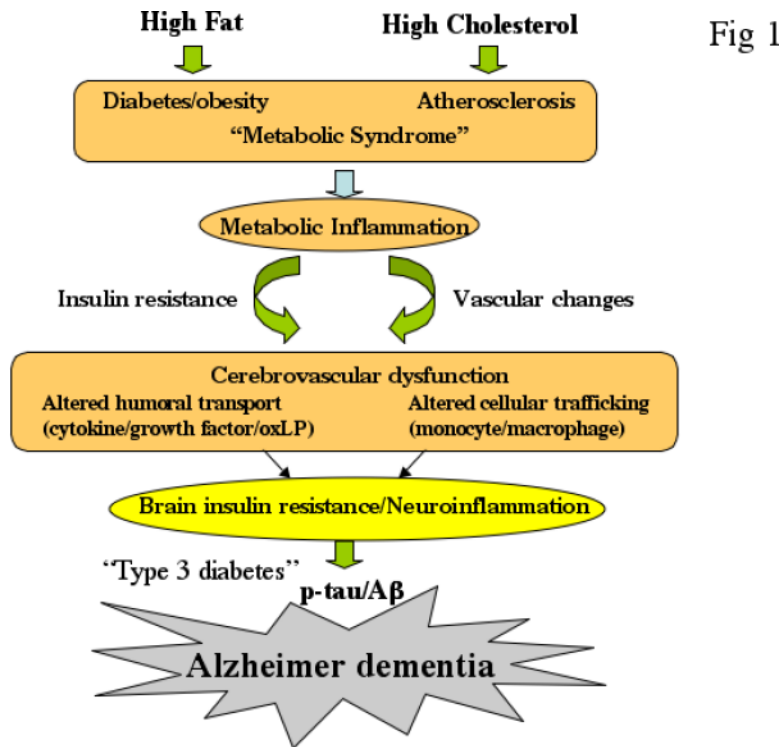 High Fat High Cholesterol Fig 1
Diabetes/obesity Atherosclerosis
“Metabolic Syndrome”
Metabolic Inflammation
Insulin resistance Vascular changes
Cerebrovascular dysfunction
Altered humoral transport Altered cellular trafficking
(cytokine/growth factor/oxLP) (monocyte/macrophage)
Brain insulin resistance/Neuroinflammation
“Type 3 diabetes”
p-tau/Aβ
Alzheimer dementia